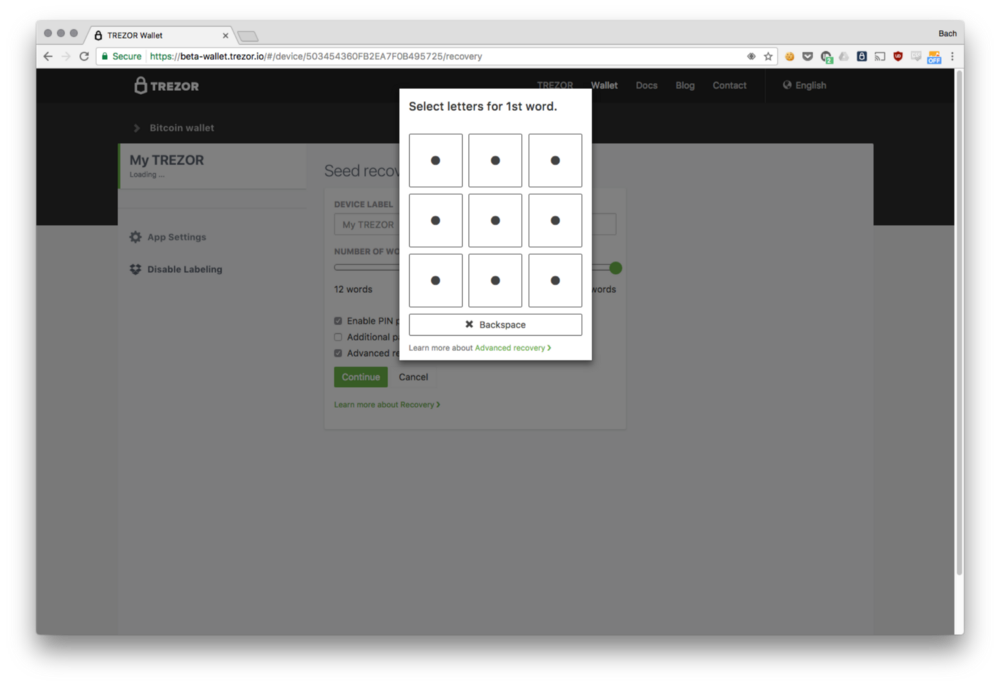 TREZOR Wallet
Bach
Secure https://beta-wallet.trezor.io/#/device/503454360FB2EA7F0B495725/recovery
TREZOR
TREZOR Wallet Docs Blog Contact English
Bitcoin wallet
My TREZOR
Loading ...
App Settings
Disable Labeling
Seed recov
DEVICE LABEL
My TREZOR
NUMBER OF WO
12 words words
Enable PIN p
Additional pa
Advanced re
Continue Cancel
Learn more about Recovery
Select letters for 1st word.
Backspace
Learn more about Advanced recovery